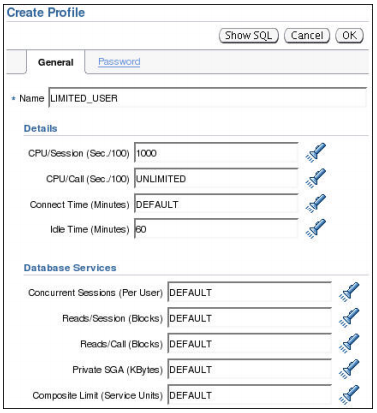 Create Profile
Show SQL Cancel OK
General Password
* Name LIMITED_USER
Details
CPU/Session (Sec./100) 1000
CPU/Call (Sec./100) UNLIMITED
Connect Time (Minutes) DEFAULT
Idle Time (Minutes) 60
Database Services
Concurrent Sessions (Per User) DEFAULT
Reads/Session (Blocks) DEFAULT
Reads/Call (Blocks) DEFAULT
Private SGA (KBytes) DEFAULT
Composite Limit (Service Units) DEFAULT